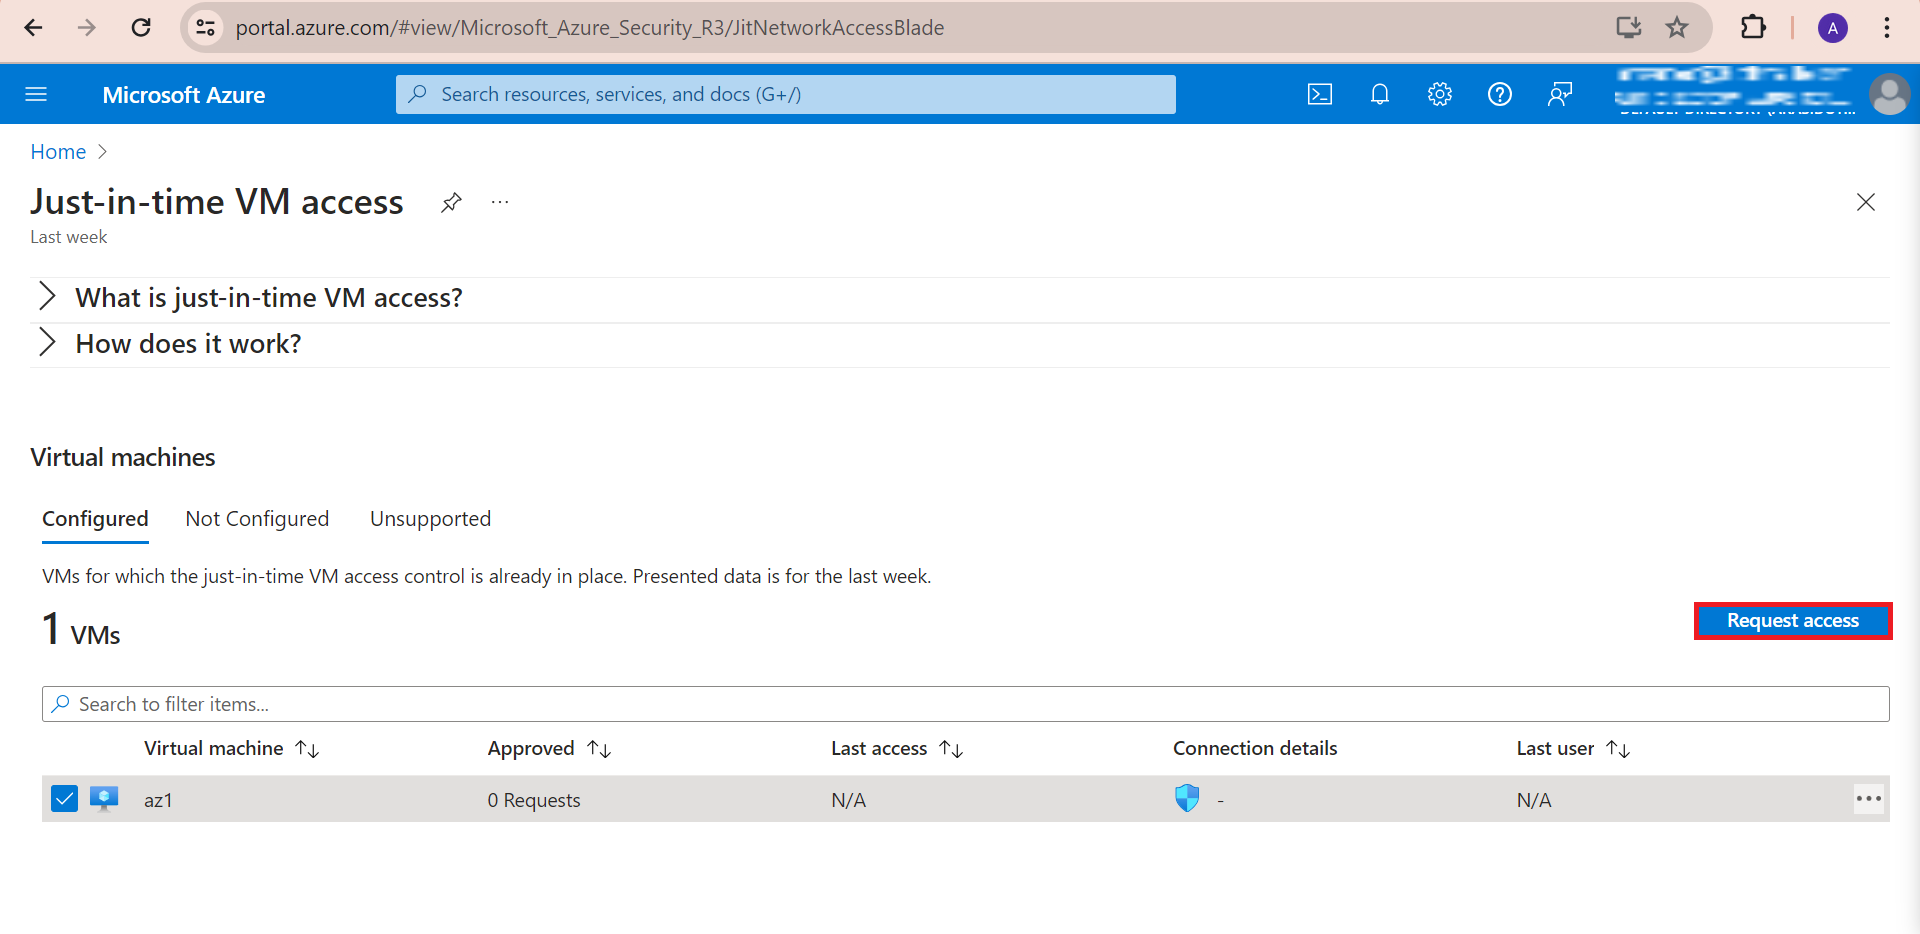 portal.azure.com/#view/Microsoft_Azure_Security_R3/JitNetworkAccessBlade
A
Microsoft Azure
Search resources, services, and docs (G+/)
Home
Just-in-time VM access
Last week
What is just-in-time VM access?
How does it work?
Virtual machines
Configured Not Configured Unsupported
VMs for which the just-in-time VM access control is already in place. Presented data is for the last week.
1 VMs
Request access
Search to filter items...
Virtual machine Approved Last access Connection details Last user
az1 0 Requests N/A - N/A